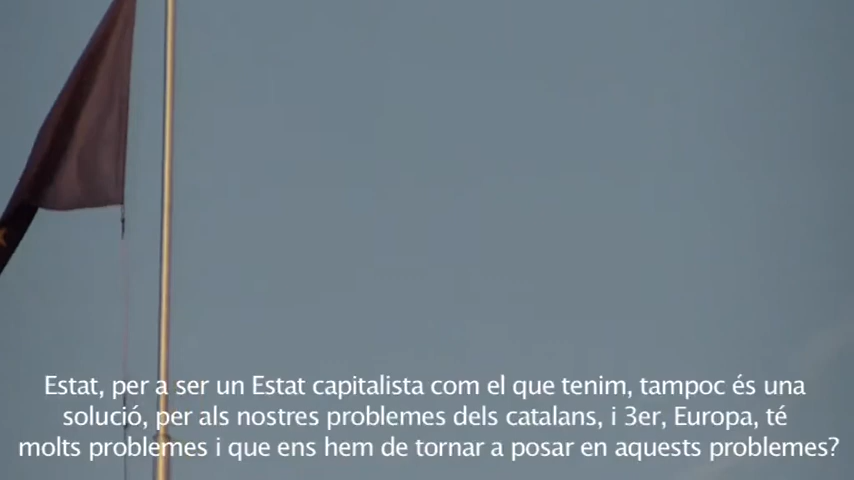 Estat, per a ser un Estat capitalista com el que tenim, tampoc és una
solució, per als nostres problemes dels catalans, i 3er, Europa, té
molts problemes i que ens hem de tornar a posar en aquests problemes?